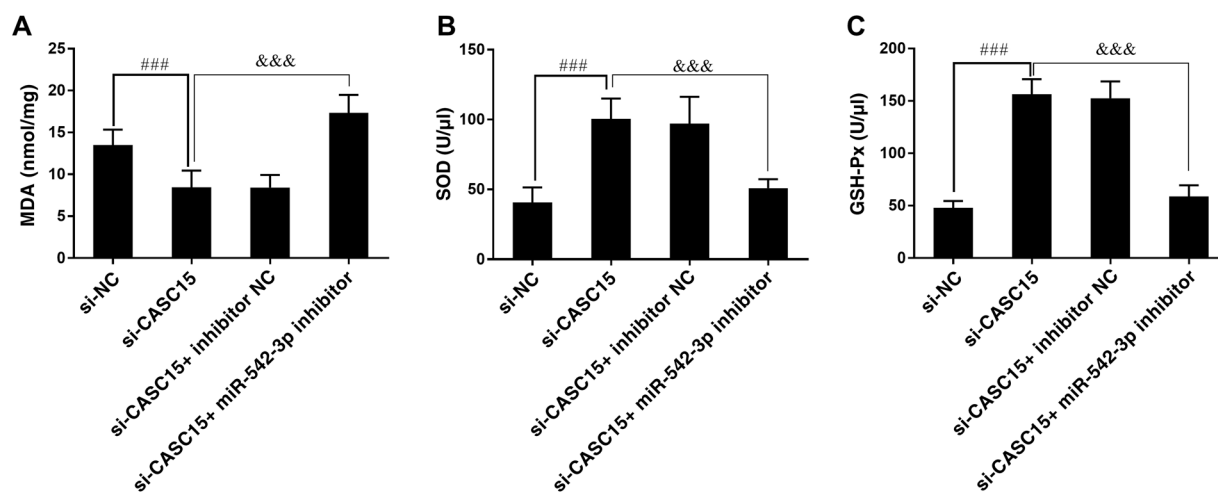 A
MDA (nmol/mg)
25
20
15
10
5
0
###
&&&
si-NC
si-CASC15
si-CASC15+ inhibitor NC
si-CASC15+ miR-542-3p inhibitor
B
SOD (U/µl)
150
100
50
0
###
&&&
si-NC
si-CASC15
si-CASC15+ inhibitor NC
si-CASC15+ miR-542-3p inhibitor
C
GSH-Px (U/µl)
200
150
100
50
0
###
&&&
si-NC
si-CASC15
si-CASC15+ inhibitor NC
si-CASC15+ miR-542-3p inhibitor